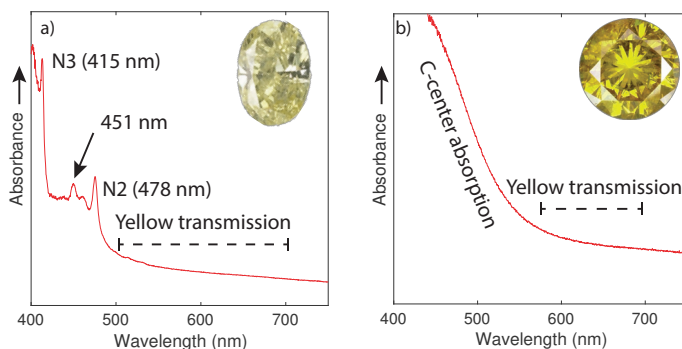 a)
N3 (415 nm)
451 nm
N2 (478 nm)
Yellow transmission
Absorbance
400 500 600 700
Wavelength (nm)
b)
C-center absorption
Yellow transmission
Absorbance
400 500 600 700
Wavelength (nm)